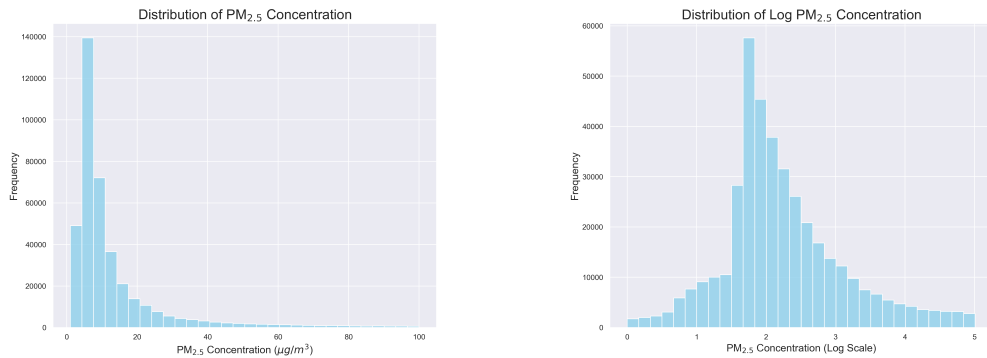 Distribution of PM2.5 Concentration
140000
120000
100000
80000
60000
40000
20000
0
Frequency
0 20 40 60 80 100
PM2.5 Concentration (μg/m³)
Distribution of Log PM2.5 Concentration
60000
50000
40000
30000
20000
10000
0
Frequency
0 1 2 3 4 5
PM2.5 Concentration (Log Scale)